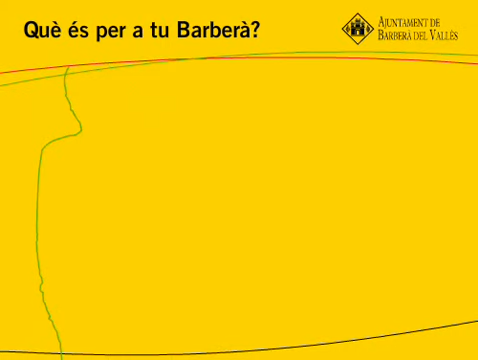 Què és per a tu Barberà?
AJUNTAMENT DE
BARBERÀ DEL VALLÈS